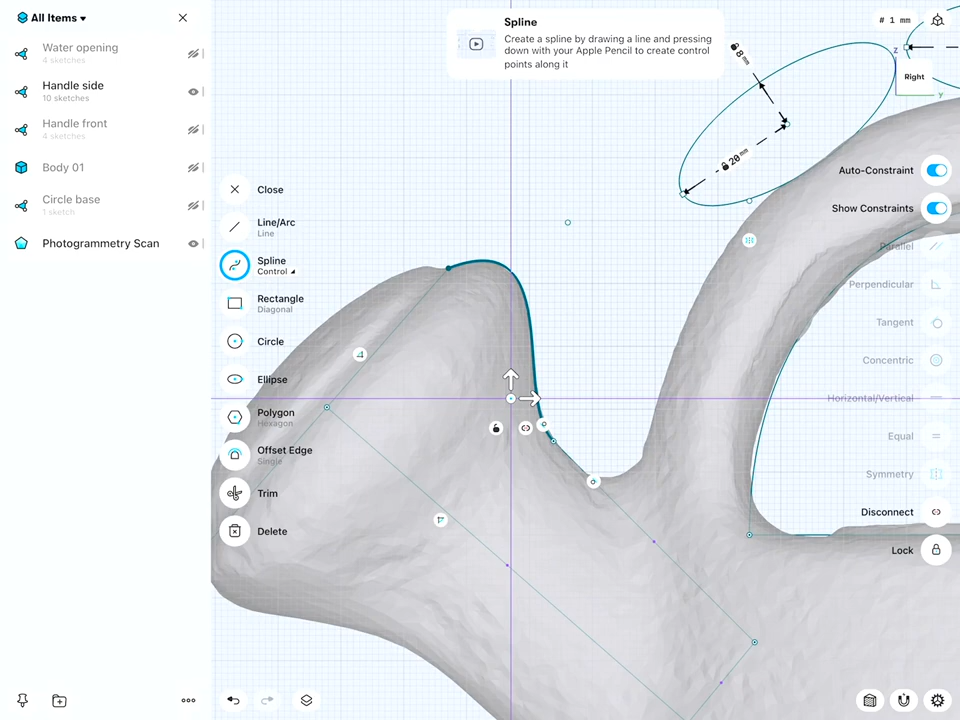 All Items
Water opening
4 sketches
Handle side
10 sketches
Handle front
4 sketches
Body 01
Circle base
1 sketch
Photogrammetry Scan
Spline
Create a spline by drawing a line and pressing
down with your Apple Pencil to create control
points along it
# 1 mm
z
Right
y
8 mm
20 mm
Close
Line/Arc
Line
Spline
Control
Rectangle
Diagonal
Circle
Ellipse
Polygon
Hexagon
Offset Edge
Single
Trim
Delete
Auto-Constraint
Show Constraints
Parallel
Perpendicular
Tangent
Concentric
Horizontal/Vertical
Equal
Symmetry
Disconnect
Lock